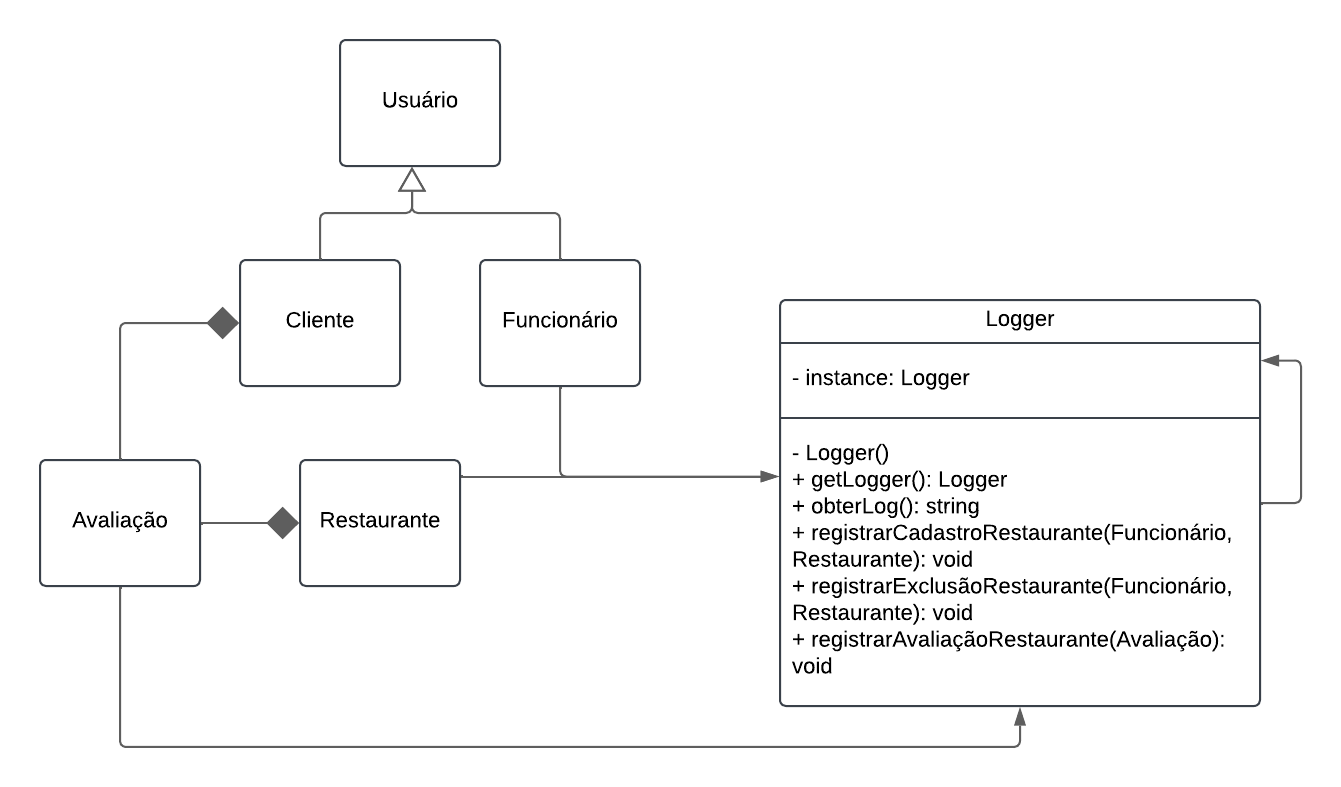 Usuário
Cliente
Funcionário
Logger
- instance: Logger
Avaliação
Restaurante
- Logger()
+ getLogger(): Logger
+ obterLog(): string
+ registrarCadastroRestaurante(Funcionário,
Restaurante): void
+ registrarExclusãoRestaurante(Funcionário,
Restaurante): void
+ registrarAvaliaçãoRestaurante(Avaliação):
void